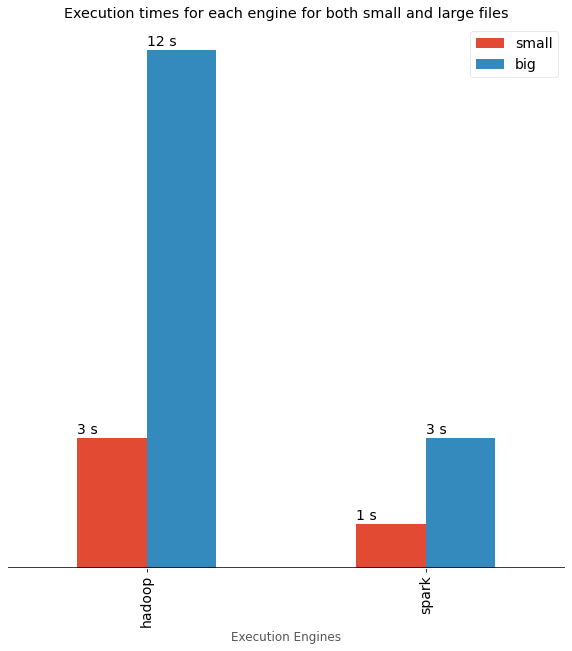 Execution times for each engine for both small and large files
12 s
small
big
3 s
3 s
1 s
hadoop
spark
Execution Engines